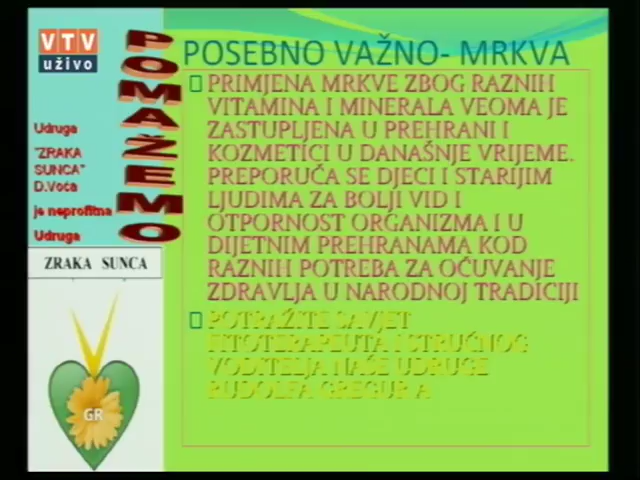 VTV
uživo
POMAŽEMO
Udruga
"ZRAKA
SUNCA"
D.Voća
je neprofitna
Udruga
ZRAKA SUNCA
GR
POSEBNO VAŽNO- MRKVA
PRIMJENA MRKVE ZBOG RAZNIH
VITAMINA I MINERALA VEOMA JE
ZASTUPLJENA U PREHRANI I
KOZMETICI U DANAŠNJE VRIJEME.
PREPORUĆA SE DJECI I STARIJIM
LJUDIMA ZA BOLJI VID I
OTPORNOST ORGANIZMA I U
DIJETNIM PREHRANAMA KOD
RAZNIH POTREBA ZA OČUVANJE
ZDRAVLJA U NARODNOJ TRADICIJI
POTRAŽITE SAVJET
FITOTERAPEUTA I STRUĆNOG
VODITELJA NAŠE UDRUGE
RUDOLFA GREGUR A